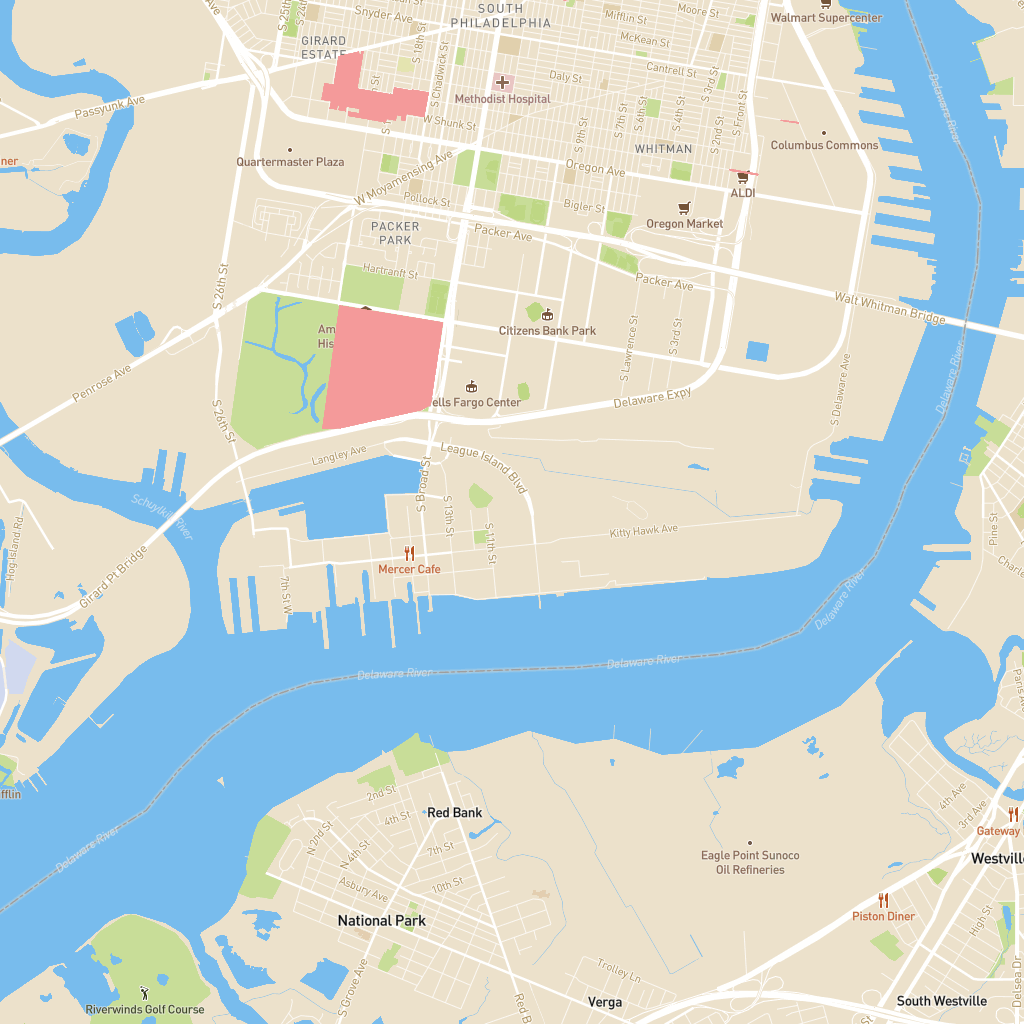 S 25th St
S 24th
Snyder Ave
S 18th St
SOUTH
PHILADELPHIA
Mifflin St
Moore St
Walmart Supercenter
GIRARD
ESTATE
McKean St
Cantrell St
Daly St
S Chadwick St
Methodist Hospital
Passyunk Ave
W Shunk St
S 9th St
S 7th St
S 6th St
S 4th St
S 3rd St
S 2nd St
S Front St
Columbus Commons
WHITMAN
Quartermaster Plaza
Oregon Ave
W Moyamensing Ave
ALDI
Pollock St
Bigler St
Oregon Market
PACKER
PARK
Packer Ave
Hartranft St
Packer Ave
Walt Whitman Bridge
S 26th St
Citizens Bank Park
S Lawrence St
S 3rd St
Delaware River
Delaware River
Penrose Ave
ells Fargo Center
Delaware Expy
S Delaware Ave
S 26th St
Langley Ave
League Island Blvd
S Broad St
S 13th St
S 11th St
Schuylkill River
Hog Island Rd
Kitty Hawk Ave
Pine St
Mercer Cafe
Girard Pt Bridge
7th St W
Delaware River
Delaware River
Delaware River
Paris Ave
fflin
2nd St
Red Bank
4th St
4th Ave
3rd Ave
Gateway
N 2nd St
N 4th St
7th St
Delaware River
Eagle Point Sunoco
Oil Refineries
Westville
Asbury Ave
10th St
National Park
Piston Diner
High St
Trolley Ln
Delsea Dr
Riverwinds Golf Course
S Grove Ave
Red B
Verga
South Westville